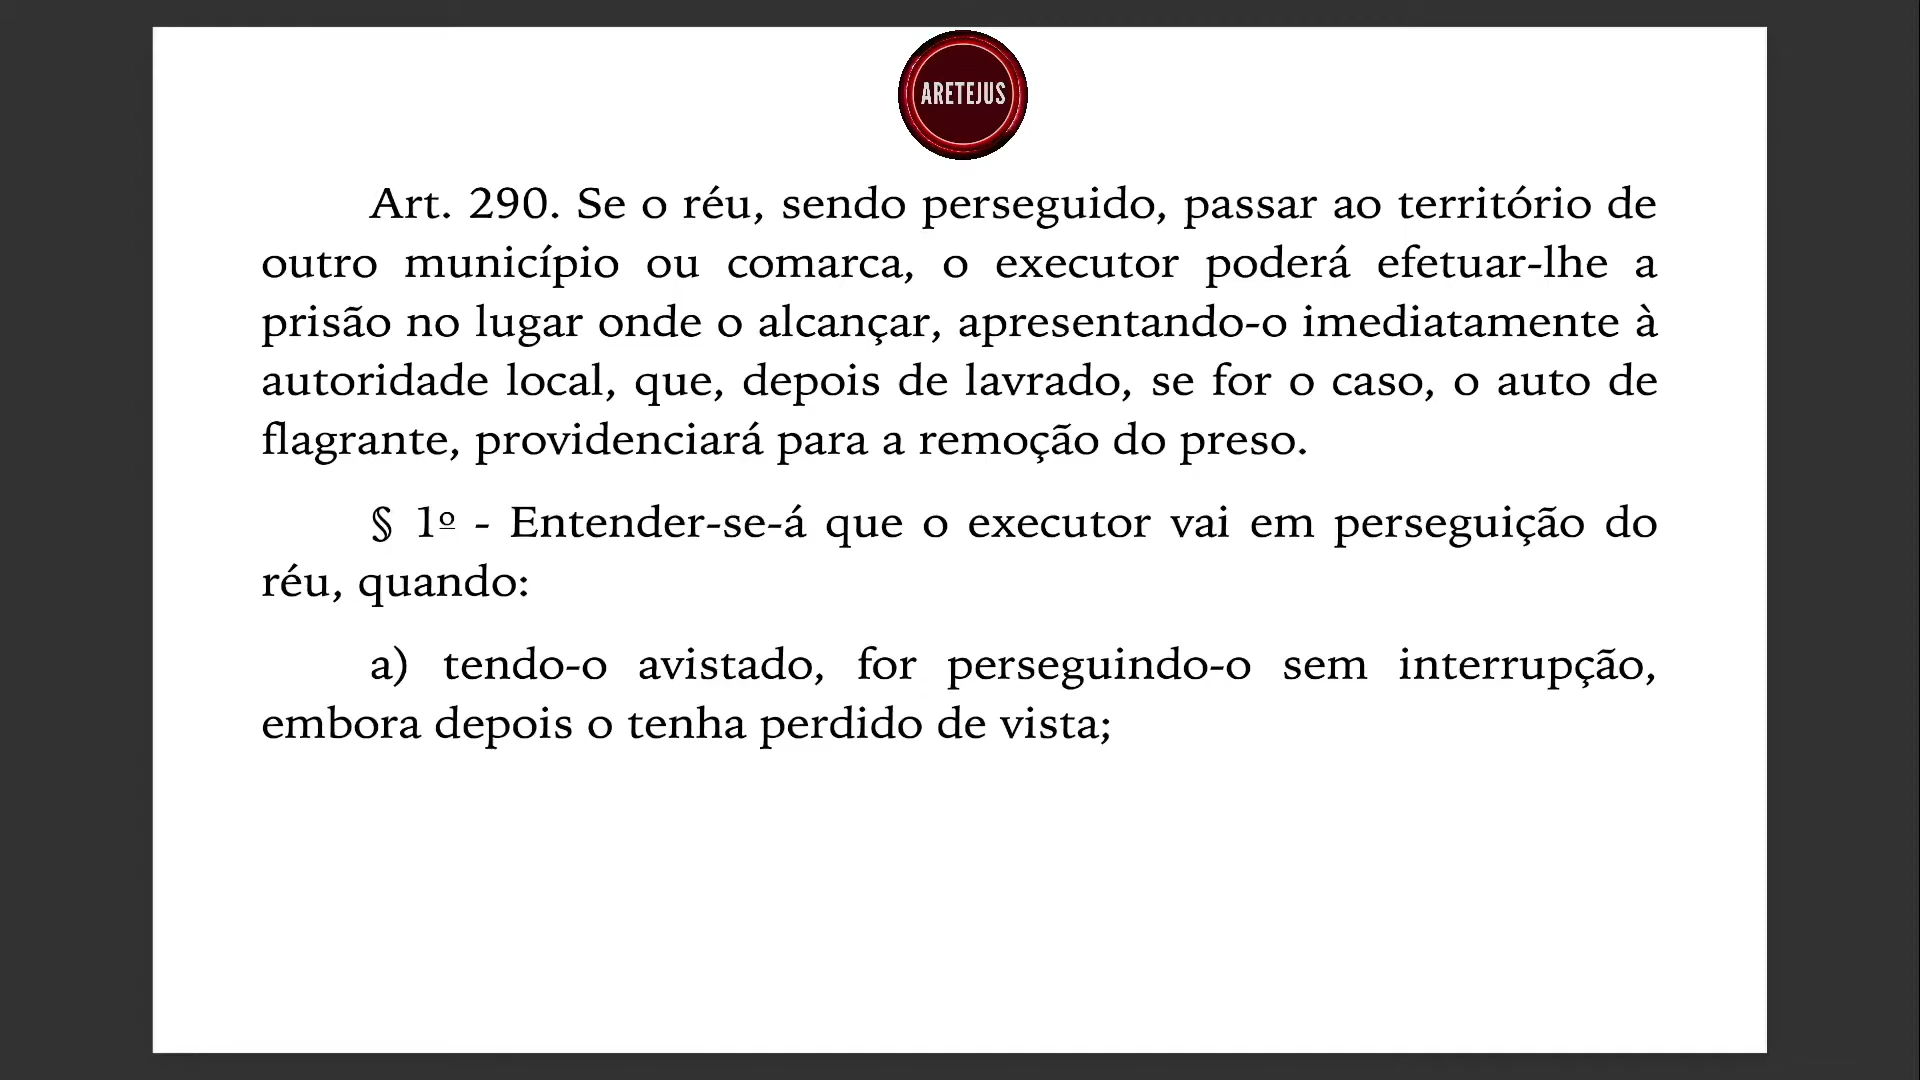 ARETEJUS
Art. 290. Se o réu, sendo perseguido, passar ao território de
outro município ou comarca, o executor poderá efetuar-lhe a
prisão no lugar onde o alcançar, apresentando-o imediatamente à
autoridade local, que, depois de lavrado, se for o caso, o auto de
flagrante, providenciará para a remoção do preso.
§ 1º - Entender-se-á que o executor vai em perseguição do
réu, quando:
a) tendo-o avistado, for perseguindo-o sem interrupção,
embora depois o tenha perdido de vista;